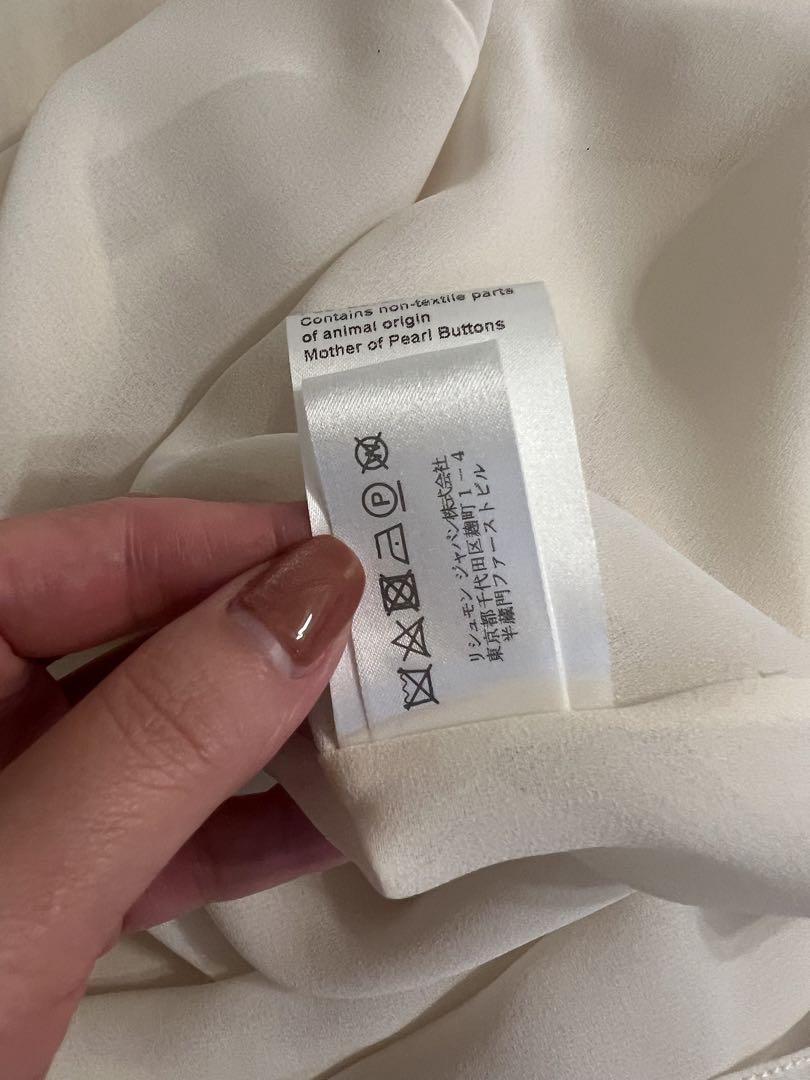 Contains non-textile parts
of animal origin
Mother of Pearl Buttons
P
W
リシュモン ジャパン株式会社
東京都千代田区麹町1-4
半蔵門ファーストビル